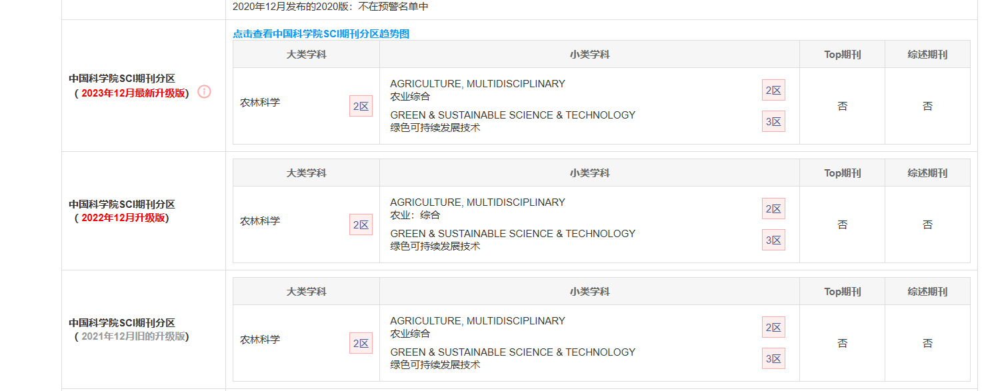 2020年12月发布的2020版：不在预警名单中
点击查看中国科学院SCI期刊分区趋势图
中国科学院SCI期刊分区
（ 2023年12月最新升级版)
大类学科 小类学科 Top期刊 综述期刊
农林科学 2区
AGRICULTURE, MULTIDISCIPLINARY
农业综合
2区
GREEN & SUSTAINABLE SCIENCE & TECHNOLOGY
绿色可持续发展技术
3区
否 否
中国科学院SCI期刊分区
（ 2022年12月升级版)
大类学科 小类学科 Top期刊 综述期刊
农林科学 2区
AGRICULTURE, MULTIDISCIPLINARY
农业：综合
2区
GREEN & SUSTAINABLE SCIENCE & TECHNOLOGY
绿色可持续发展技术
3区
否 否
中国科学院SCI期刊分区
（ 2021年12月旧的升级版)
大类学科 小类学科 Top期刊 综述期刊
农林科学 2区
AGRICULTURE, MULTIDISCIPLINARY
农业综合
2区
GREEN & SUSTAINABLE SCIENCE & TECHNOLOGY
绿色可持续发展技术
3区
否 否